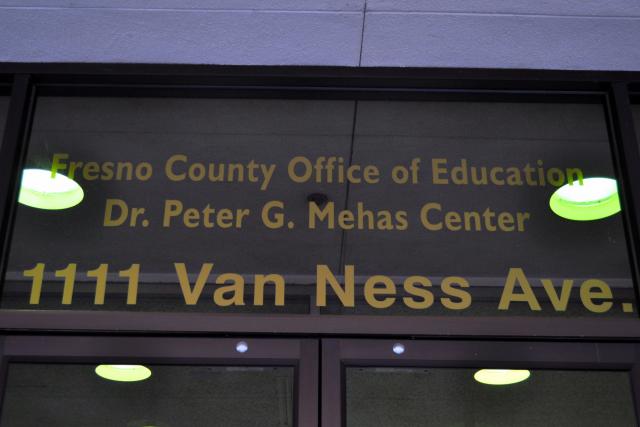 Fresno County Office of Education
Dr. Peter G. Mehas Center
1111 Van Ness Ave.